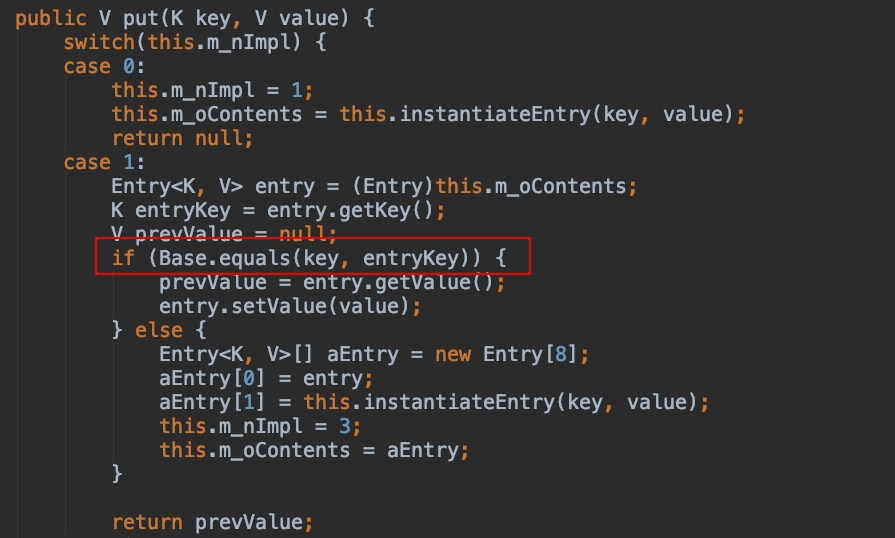 public V put(K key, V value) {
switch(this.m_nImpl) {
case 0:
this.m_nImpl = 1;
this.m_oContents = this.instantiateEntry(key, value);
return null;
case 1:
Entry<K, V> entry = (Entry)this.m_oContents;
K entryKey = entry.getKey();
V prevValue = null;
if (Base.equals(key, entryKey)) {
prevValue = entry.getValue();
entry.setValue(value);
} else {
Entry<K, V>[] aEntry = new Entry[8];
aEntry[0] = entry;
aEntry[1] = this.instantiateEntry(key, value);
this.m_nImpl = 3;
this.m_oContents = aEntry;
}
return prevValue;